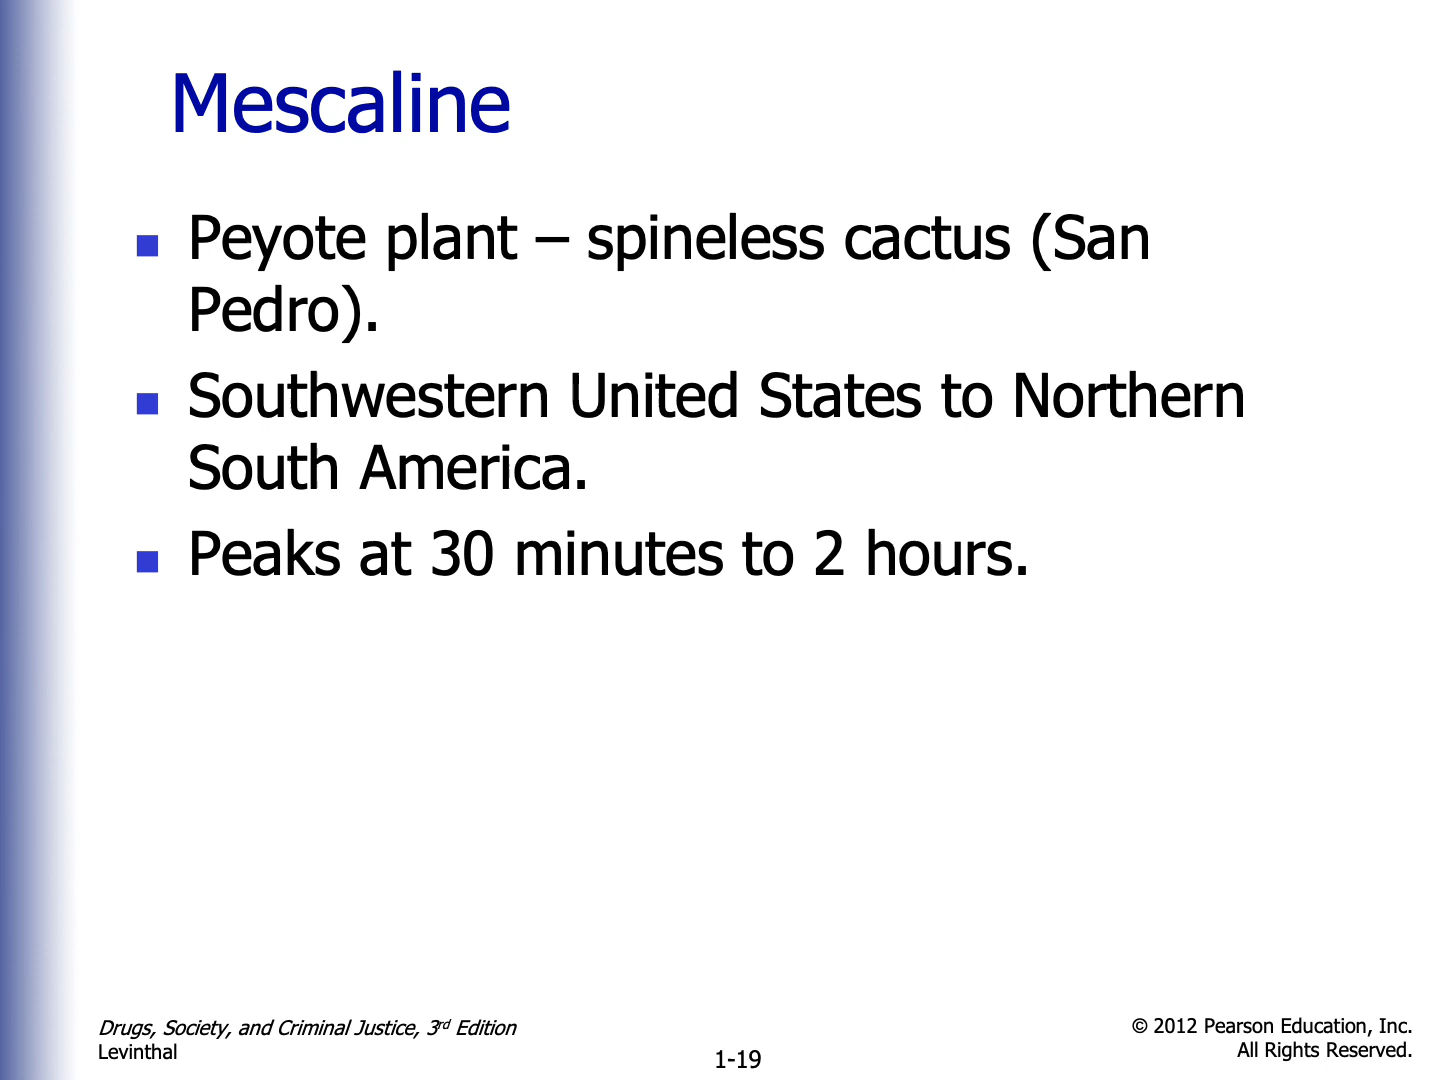 Mescaline
Peyote plant – spineless cactus (San
Pedro).
Southwestern United States to Northern
South America.
Peaks at 30 minutes to 2 hours.
Drugs, Society, and Criminal Justice, 3rd Edition
Levinthal
1-19
© 2012 Pearson Education, Inc.
All Rights Reserved.